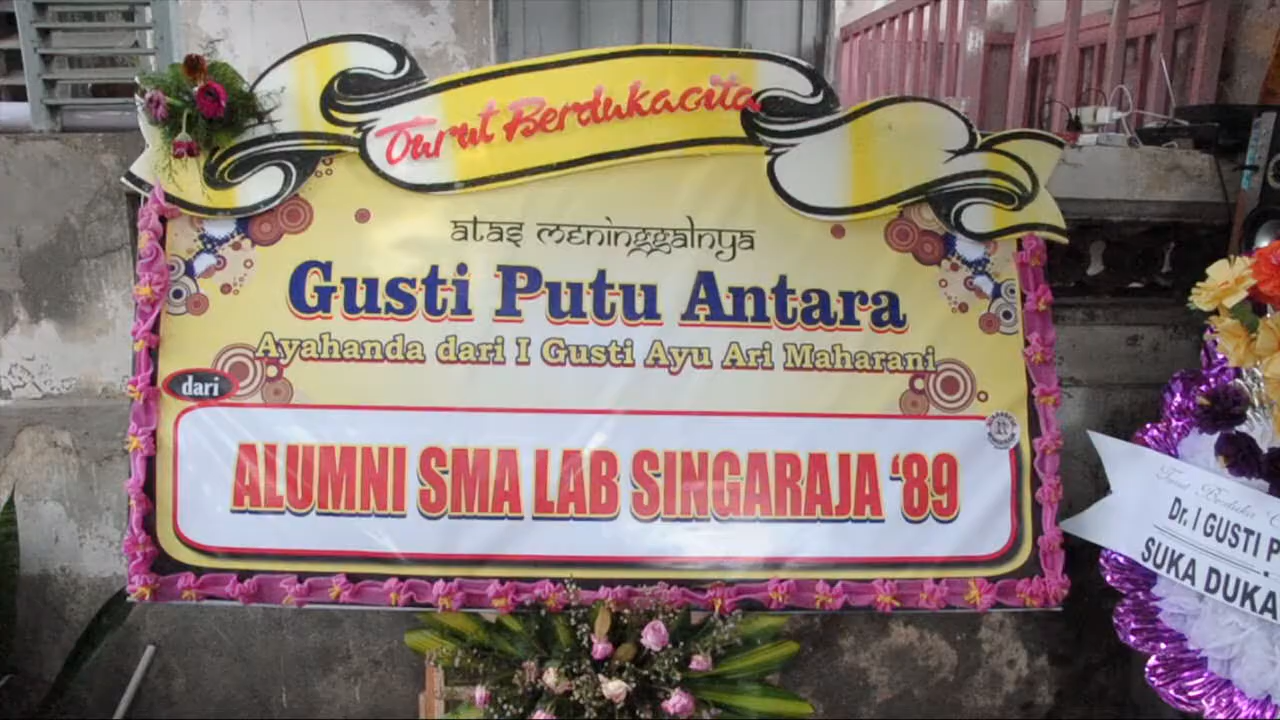 Turut Berdukacita
atas meninggalnya
Gusti Putu Antara
Ayahanda dari I Gusti Ayu Ari Maharani
dari
ALUMNI SMA LAB SINGARAJA ‘89
Dr. I GUSTI P
SUKA DUKA